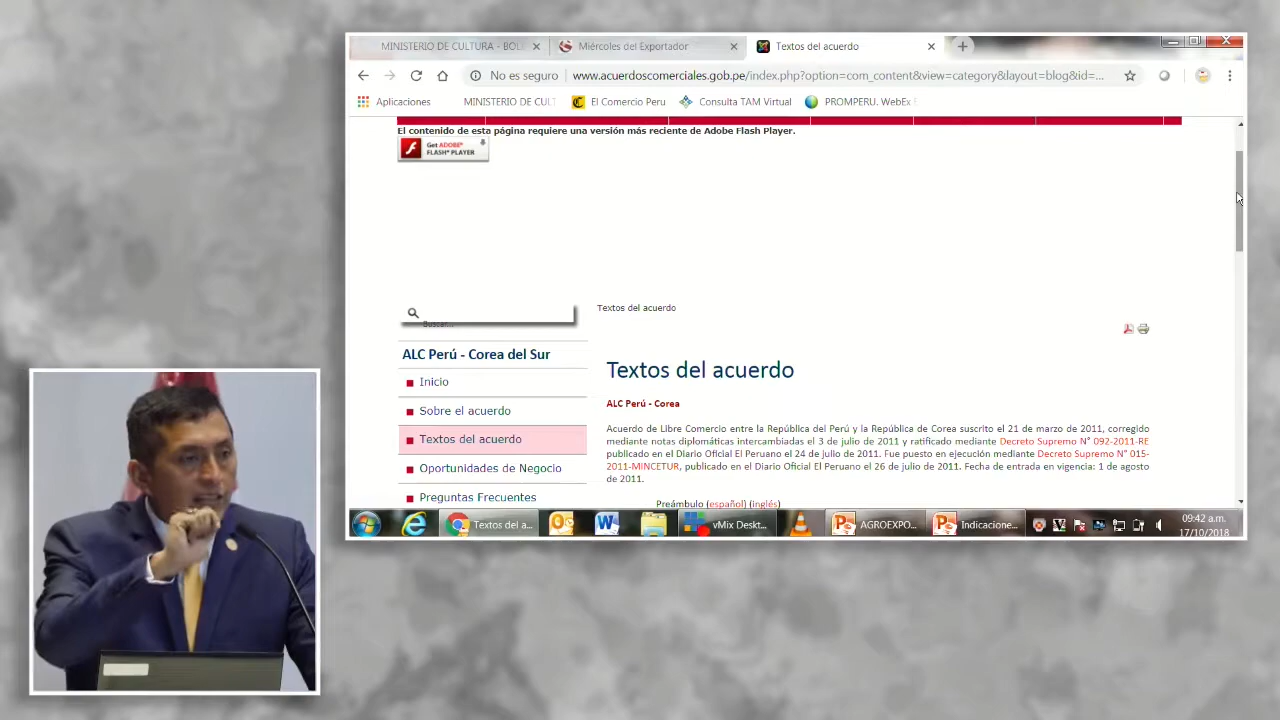 MINISTERIO DE CULTURA - BO
Miércoles del Exportador
Textos del acuerdo
No es seguro
www.acuerdoscomerciales.gob.pe/index.php?option=com_content&view=category&layout=blog&id=...
Aplicaciones
MINISTERIO DE CULT
El Comercio Peru
Consulta TAM Virtual
PROMPERU. WebEx E
El contenido de esta página requiere una versión más reciente de Adobe Flash Player.
Get ADOBE®
FLASH® PLAYER
Buscar...
Textos del acuerdo
ALC Perú - Corea del Sur
Inicio
Sobre el acuerdo
Textos del acuerdo
Oportunidades de Negocio
Preguntas Frecuentes
Textos del acuerdo
ALC Perú - Corea
Acuerdo de Libre Comercio entre la República del Perú y la República de Corea suscrito el 21 de marzo de 2011, corregido
mediante notas diplomáticas intercambiadas el 3 de julio de 2011 y ratificado mediante Decreto Supremo N° 092-2011-RE
publicado en el Diario Oficial El Peruano el 24 de julio de 2011. Fue puesto en ejecución mediante Decreto Supremo N° 015-
2011-MINCETUR, publicado en el Diario Oficial El Peruano el 26 de julio de 2011. Fecha de entrada en vigencia: 1 de agosto
de 2011.
Preámbulo (español) (inglés)
Textos del a...
vMix Deskt...
AGROEXPO...
Indicacione...
09:42 a.m.
17/10/2018